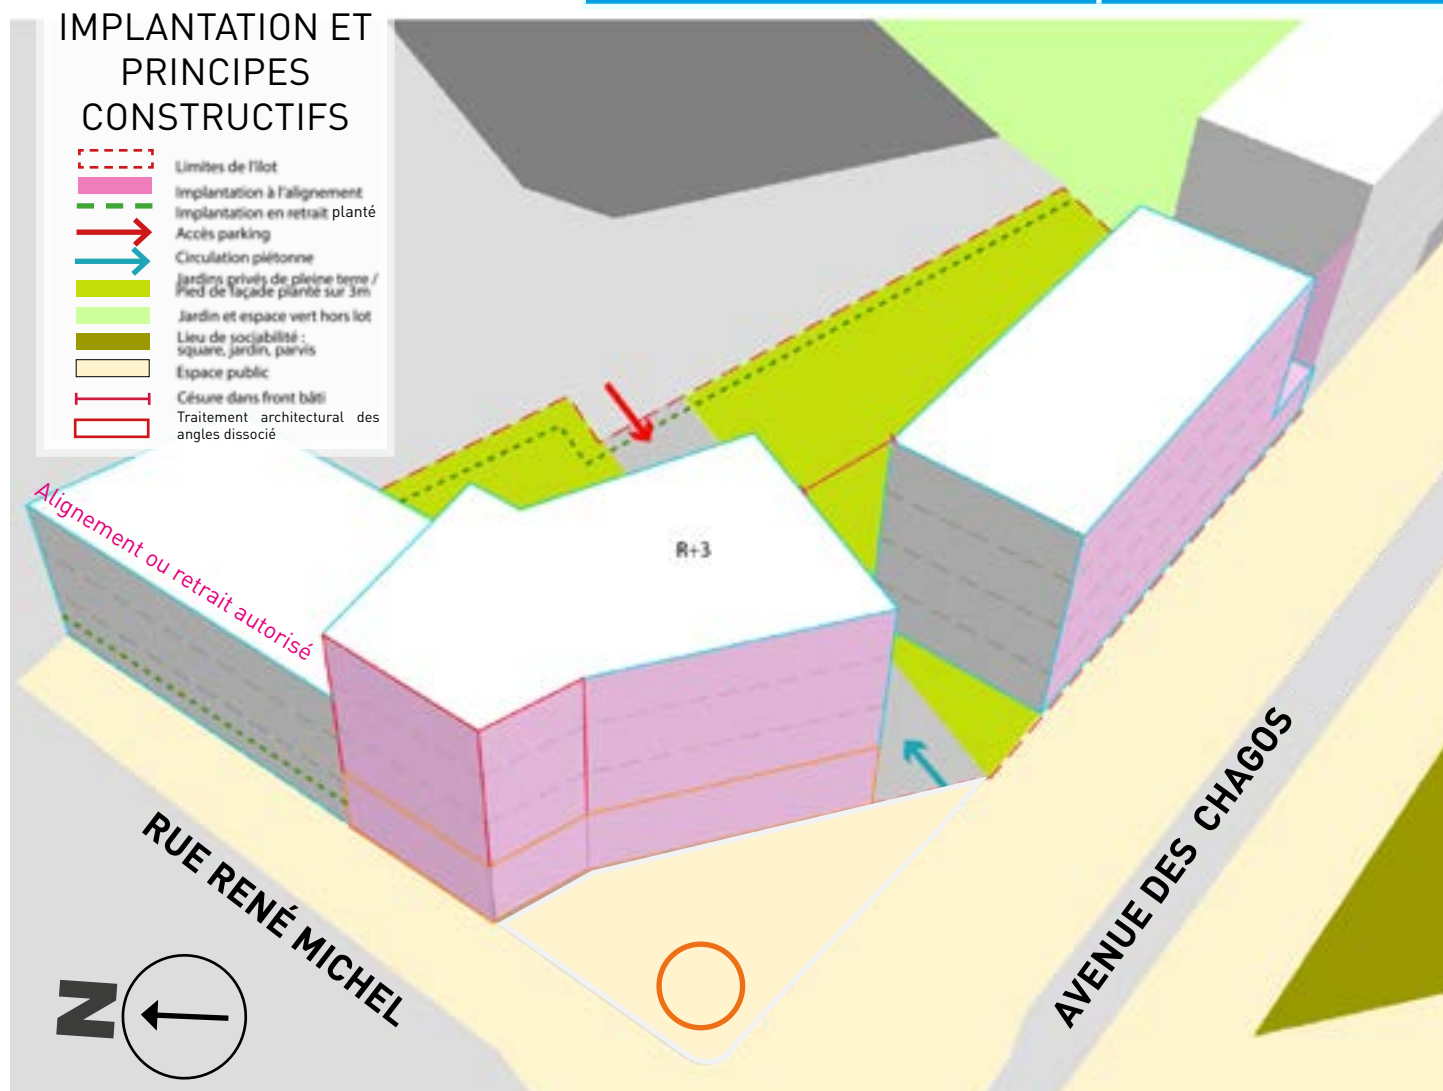 IMPLANTATION ET
PRINCIPES
CONSTRUCTIFS
Limites de l'îlot
Implantation à l'alignement
Implantation en retrait planté
Accès parking
Circulation piétonne
Jardins privés de pleine terre /
Pied de façade planté sur 3m
Jardin et espace vert hors lot
Lieu de sociabilité :
square, jardin, parvis
Espace public
Césure dans front bâti
Traitement architectural des
angles dissocié
Alignement ou retrait autorisé
R+3
RUE RENÉ MICHEL
AVENUE DES CHAGOS
N